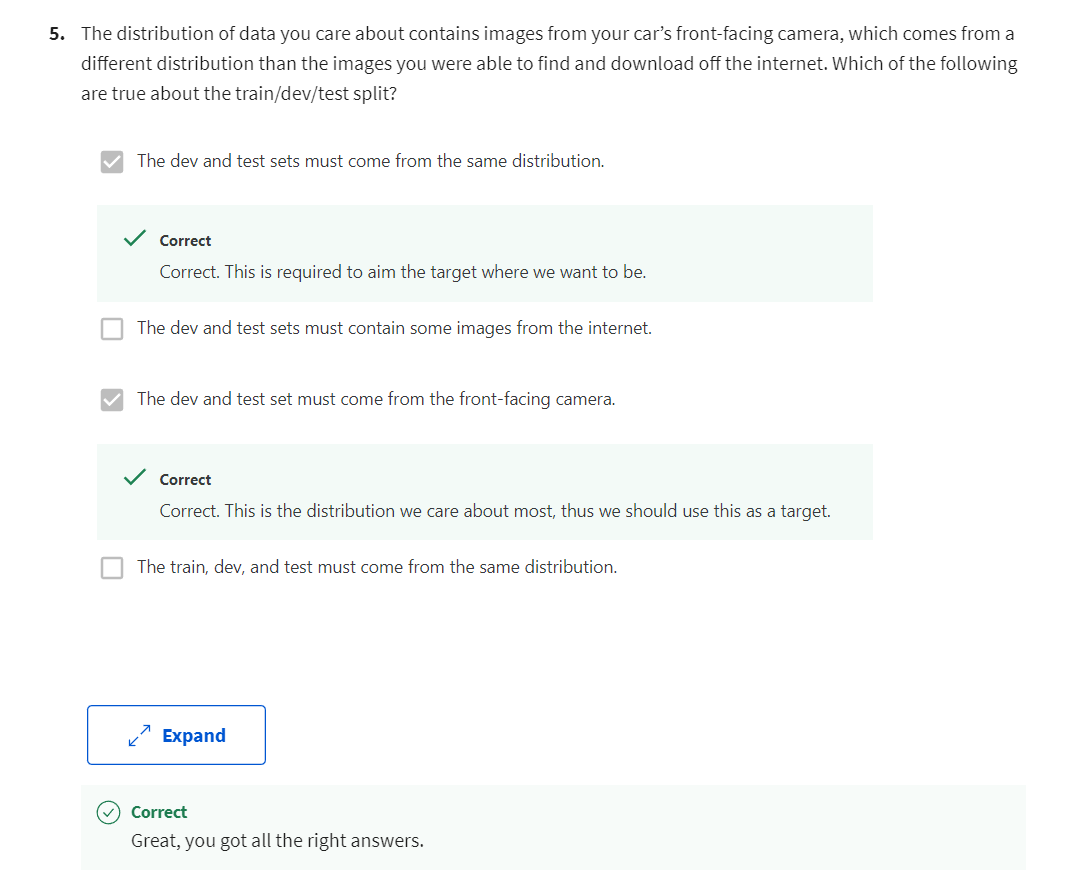 5. The distribution of data you care about contains images from your car’s front-facing camera, which comes from a
different distribution than the images you were able to find and download off the internet. Which of the following
are true about the train/dev/test split?
The dev and test sets must come from the same distribution.
Correct
Correct. This is required to aim the target where we want to be.
The dev and test sets must contain some images from the internet.
The dev and test set must come from the front-facing camera.
Correct
Correct. This is the distribution we care about most, thus we should use this as a target.
The train, dev, and test must come from the same distribution.
Expand
Correct
Great, you got all the right answers.